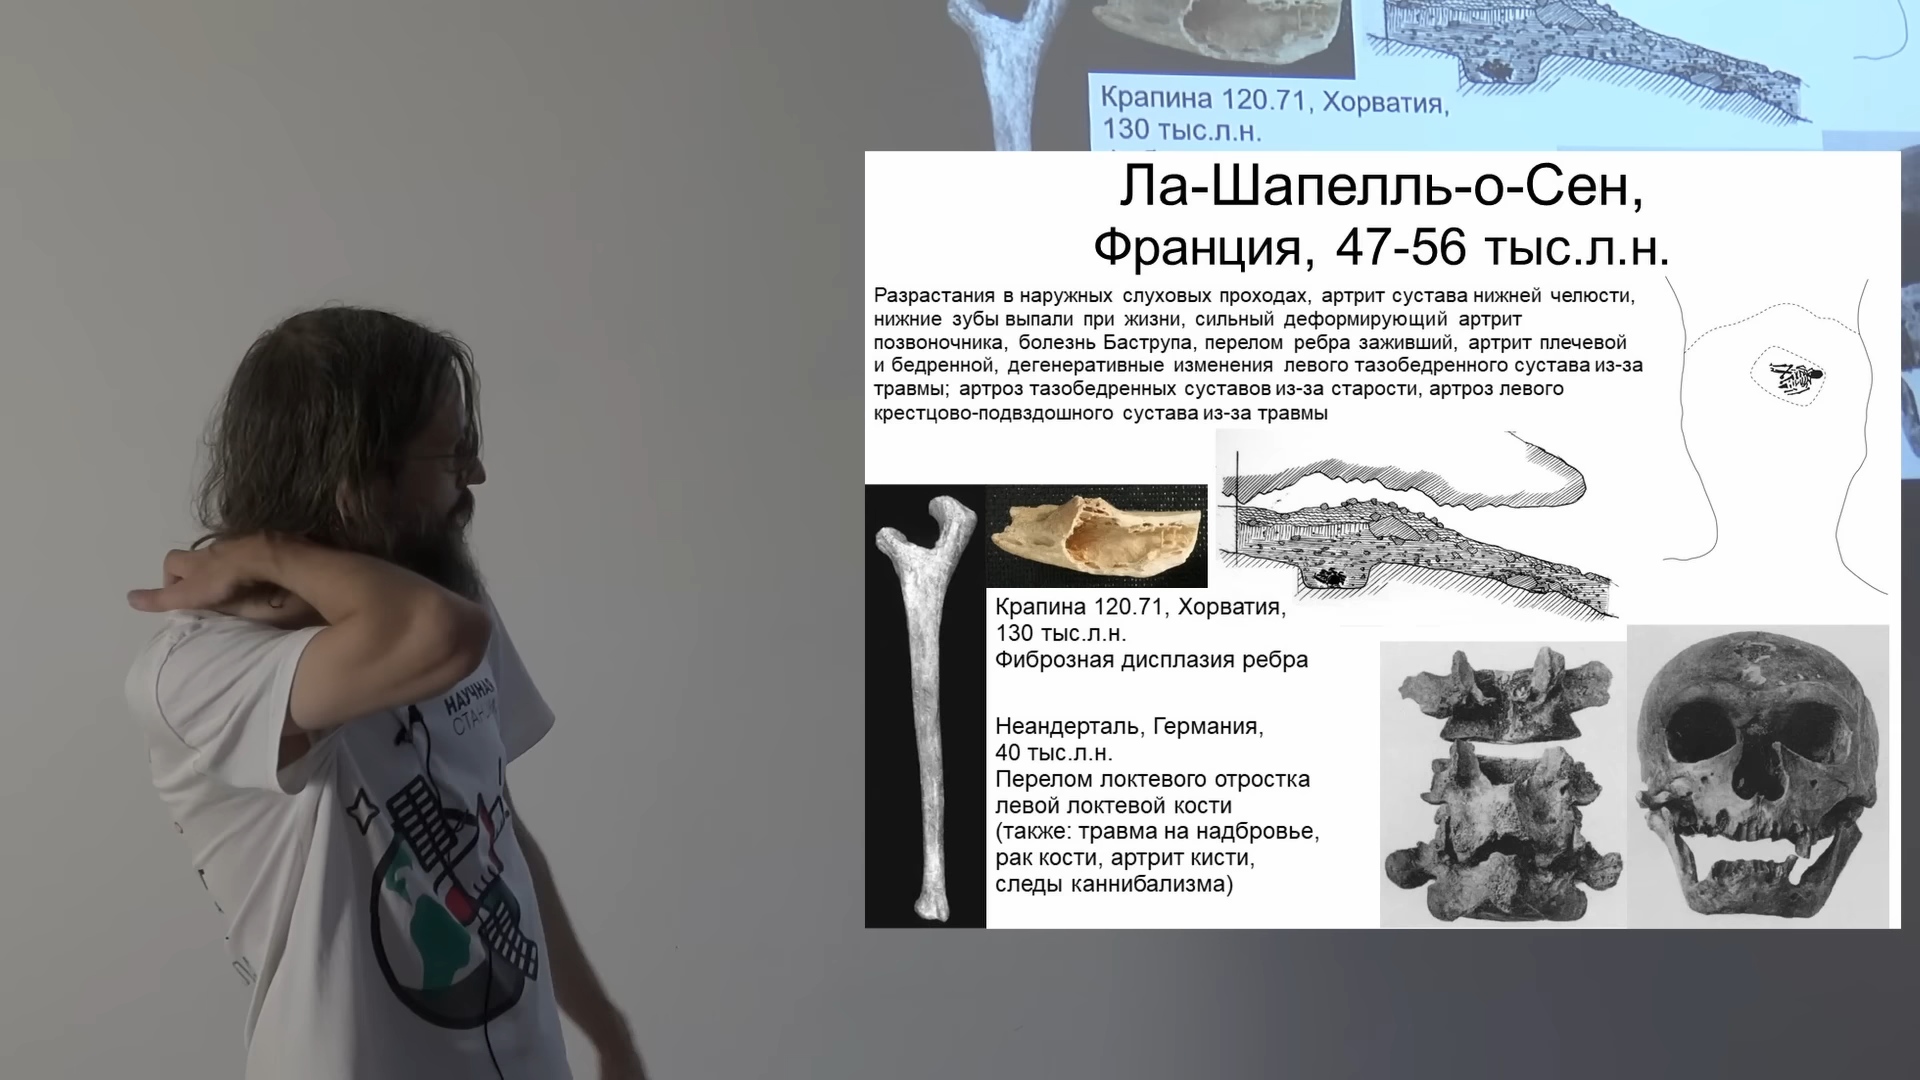 Крапина 120.71, Хорватия,
130 тыс.л.н.
Ла-Шапелль-о-Сен,
Франция, 47-56 тыс.л.н.
Разрастания в наружных слуховых проходах, артрит сустава нижней челюсти,
нижние зубы выпали при жизни, сильный деформирующий артрит
позвоночника, болезнь Баструпа, перелом ребра заживший, артрит плечевой
и бедренной, дегенеративные изменения левого тазобедренного сустава из-за
травмы; артроз тазобедренных суставов из-за старости, артроз левого
крестцово-подвздошного сустава из-за травмы
Крапина 120.71, Хорватия,
130 тыс.л.н.
Фиброзная дисплазия ребра
Неандерталь, Германия,
40 тыс.л.н.
Перелом локтевого отростка
левой локтевой кости
(также: травма на надбровье,
рак кости, артрит кисти,
следы каннибализма)
НАУЧНАЯ